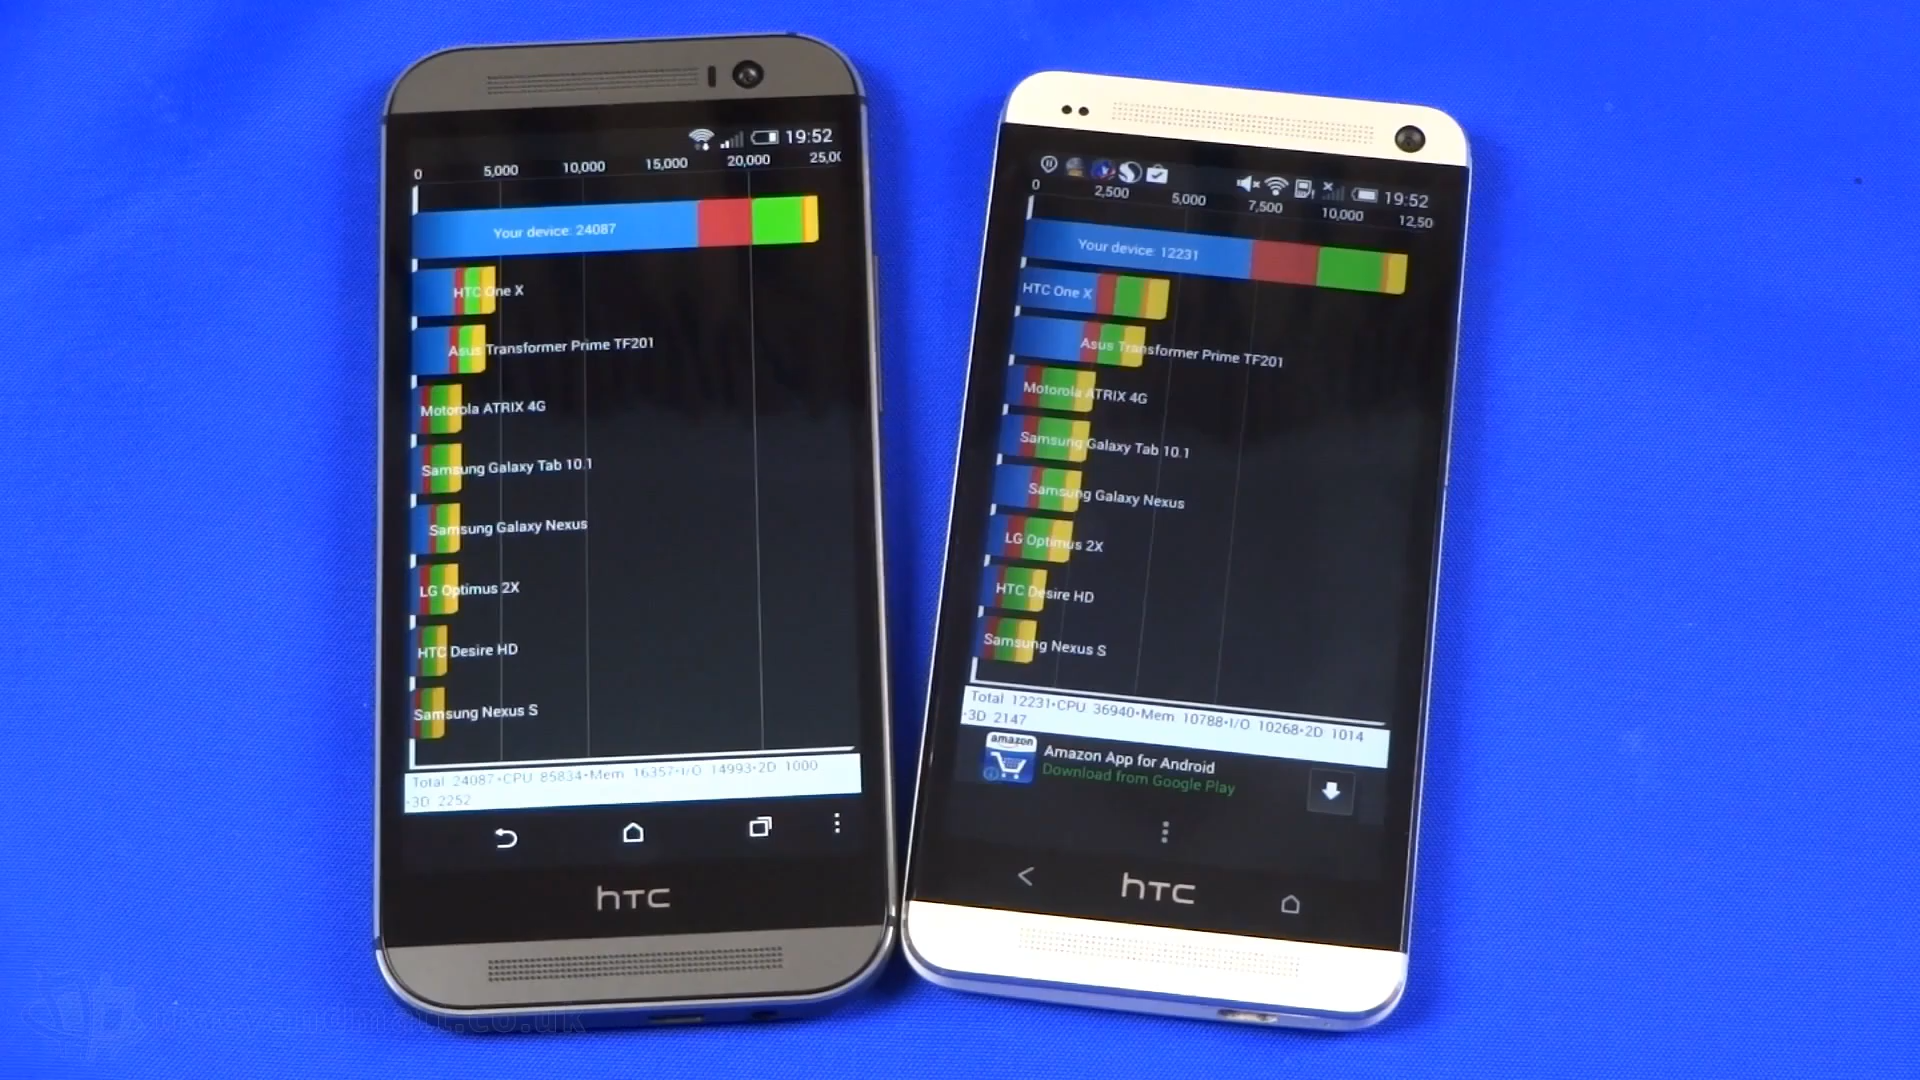 19:52
0 5,000 10,000 15,000 20,000 25,0
Your device: 24087
HTC One X
Asus Transformer Prime TF201
Motorola ATRIX 4G
Samsung Galaxy Tab 10.1
Samsung Galaxy Nexus
LG Optimus 2X
HTC Desire HD
Samsung Nexus S
Total 24087•CPU 85834•Mem 16357•I/O 14993•2D 1000
•3D 2252
hTC
19:52
0 2,500 5,000 7,500 10,000 12,50
Your device: 12231
HTC One X
Asus Transformer Prime TF201
Motorola ATRIX 4G
Samsung Galaxy Tab 10.1
Samsung Galaxy Nexus
LG Optimus 2X
HTC Desire HD
Samsung Nexus S
Total 12231•CPU 36940•Mem 10788•I/O 10268•2D 1014
•3D 2147
amazon
Amazon App for Android
Download from Google Play
hTC